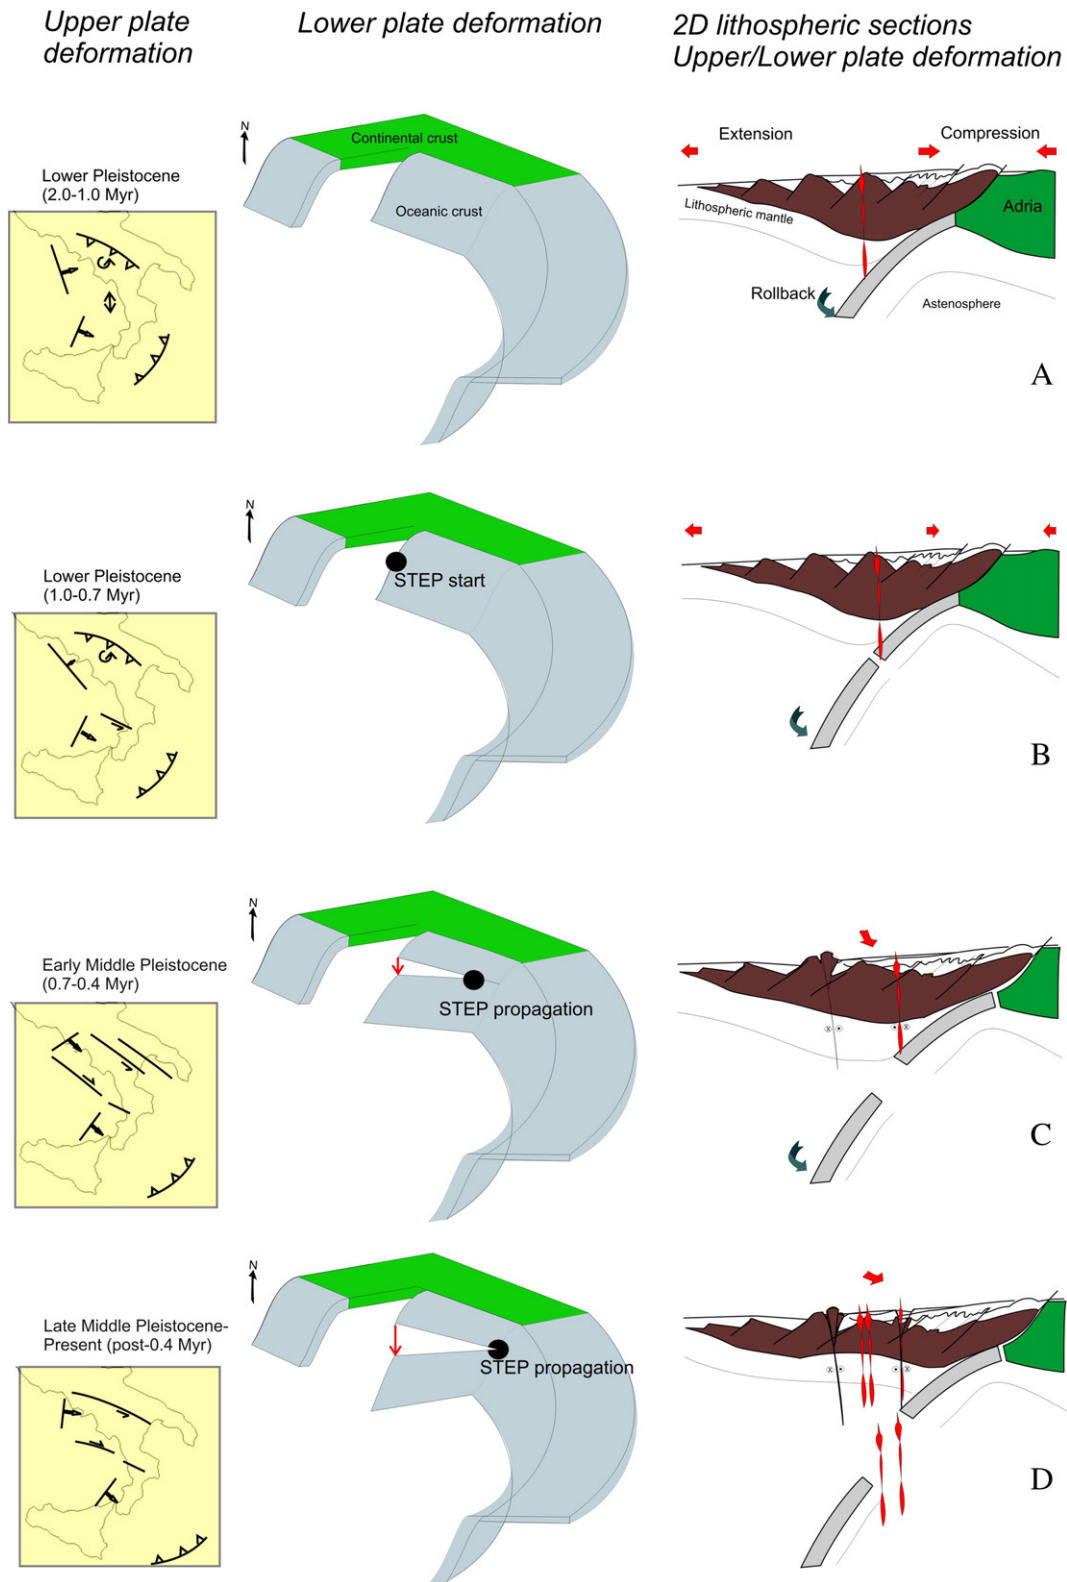 Upper plate
deformation
Lower plate deformation
2D lithospheric sections
Upper/Lower plate deformation
Lower Pleistocene
(2.0-1.0 Myr)
N
Continental crust
Oceanic crust
Extension
Compression
Lithospheric mantle
Adria
Rollback
Astenosphere
A
Lower Pleistocene
(1.0-0.7 Myr)
N
STEP start
B
Early Middle Pleistocene
(0.7-0.4 Myr)
N
STEP propagation
C
Late Middle Pleistocene-
Present (post-0.4 Myr)
N
STEP propagation
D